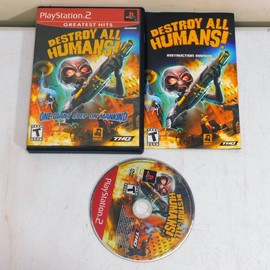 PlayStation 2
GREATEST HITS
DESTROY ALL
HUMANS!
ONE GIANT STEP ON MANKIND
T
THQ
DESTROY ALL
HUMANS!
INSTRUCTION MANUAL
T
THQ
PlayStation 2
DESTROY ALL
HUMANS!